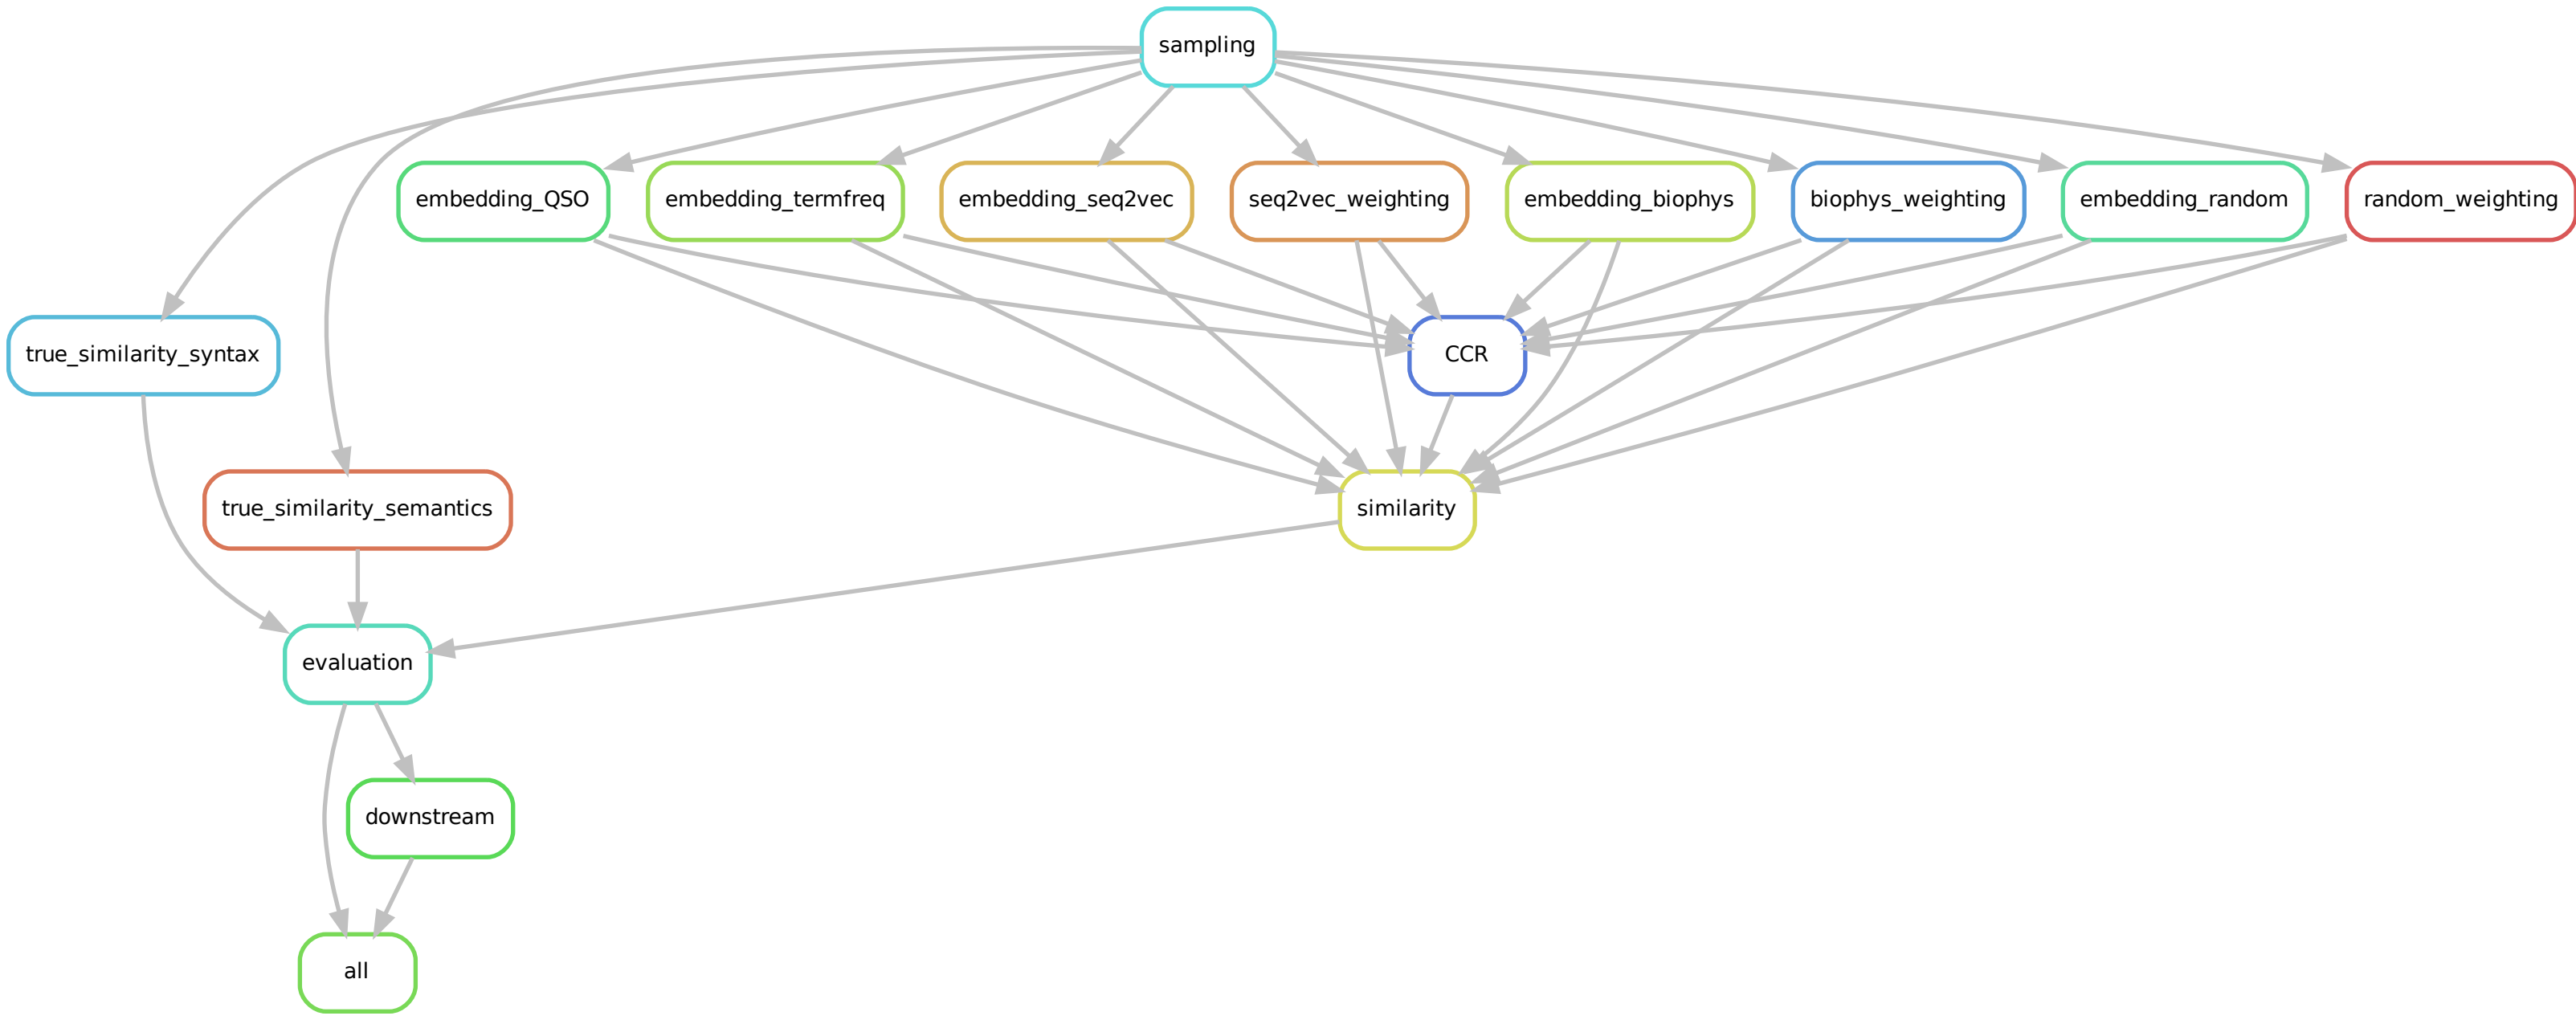 sampling
embedding_QSO
embedding_termfreq
embedding_seq2vec
seq2vec_weighting
embedding_biophys
biophys_weighting
embedding_random
random_weighting
true_similarity_syntax
CCR
true_similarity_semantics
similarity
evaluation
downstream
all